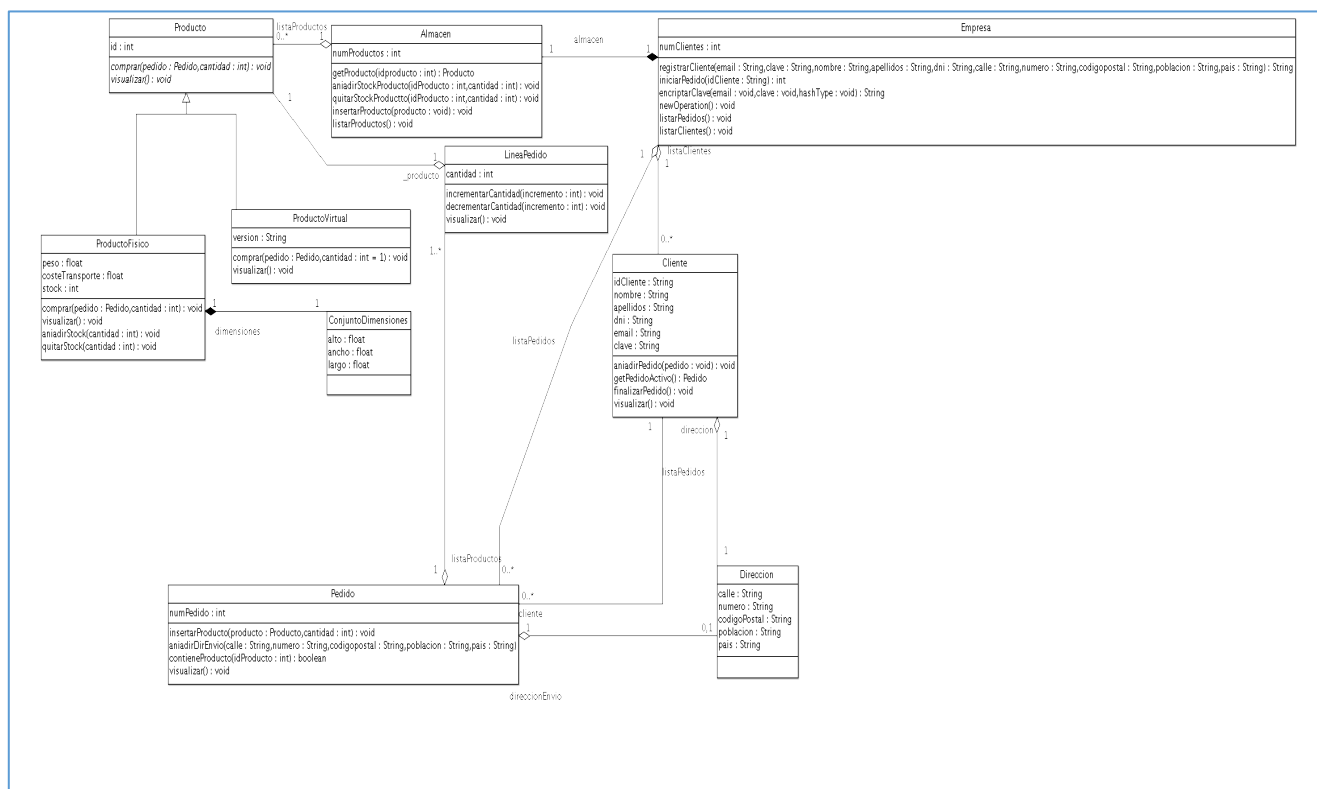 Producto
id : int
comprar(pedido : Pedido,cantidad : int) : void
visualizar() : void
listaProductos
0..*
1
Almacen
numProductos : int
getProducto(idproducto : int) : Producto
aniadirStockProducto(idProducto : int,cantidad : int) : void
quitarStockProductto(idProducto : int,cantidad : int) : void
insertarProducto(producto : void) : void
listarProductos() : void
1
almacen
1
Empresa
numClientes : int
registrarCliente(email : String,clave : String,nombre : String,apellidos : String,dni : String,calle : String,numero : String,codigopostal : String,poblacion : String,pais : String) : String
iniciarPedido(idCliente : String) : int
encriptarClave(email : void,clave : void,hashType : void) : String
newOperation() : void
listarPedidos() : void
listarClientes() : void
1
1
_producto
LineaPedido
cantidad : int
incrementarCantidad(incremento : int) : void
decrementarCantidad(incremento : int) : void
visualizar() : void
1
listaClientes
1
0..*
ProductoVirtual
version : String
comprar(pedido : Pedido,cantidad : int = 1) : void
visualizar() : void
1..*
ProductoFisico
peso : float
costeTransporte : float
stock : int
comprar(pedido : Pedido,cantidad : int) : void
visualizar() : void
aniadirStock(cantidad : int) : void
quitarStock(cantidad : int) : void
1
1
dimensiones
ConjuntoDimensiones
alto : float
ancho : float
largo : float
Cliente
idCliente : String
nombre : String
apellidos : String
dni : String
email : String
clave : String
aniadirPedido(pedido : void) : void
getPedidoActivo() : Pedido
finalizarPedido() : void
visualizar() : void
listaPedidos
1
direccion
1
listaPedidos
1
listaProductos
1
0..*
Pedido
numPedido : int
insertarProducto(producto : Producto,cantidad : int) : void
aniadirDirEnvio(calle : String,numero : String,codigopostal : String,poblacion : String,pais : String)
contieneProducto(idProducto : int) : boolean
visualizar() : void
0..*
cliente
1
0,1
direccionEnvio
Direccion
calle : String
numero : String
codigoPostal : String
poblacion : String
pais : String